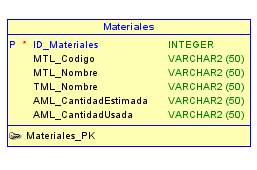 Materiales
P * ID_Materiales INTEGER
MTL_Codigo VARCHAR2 (50)
MTL_Nombre VARCHAR2 (50)
TML_Nombre VARCHAR2 (50)
AML_CantidadEstimada VARCHAR2 (50)
AML_CantidadUsada VARCHAR2 (50)
Materiales_PK